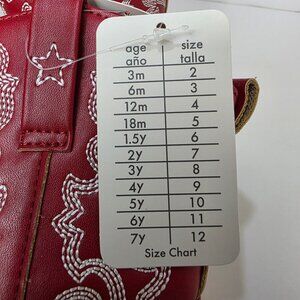 age size
año talla
3m 2
6m 3
12m 4
18m 5
1.5y 6
2y 7
3y 8
4y 9
5y 10
6y 11
7y 12
Size Chart